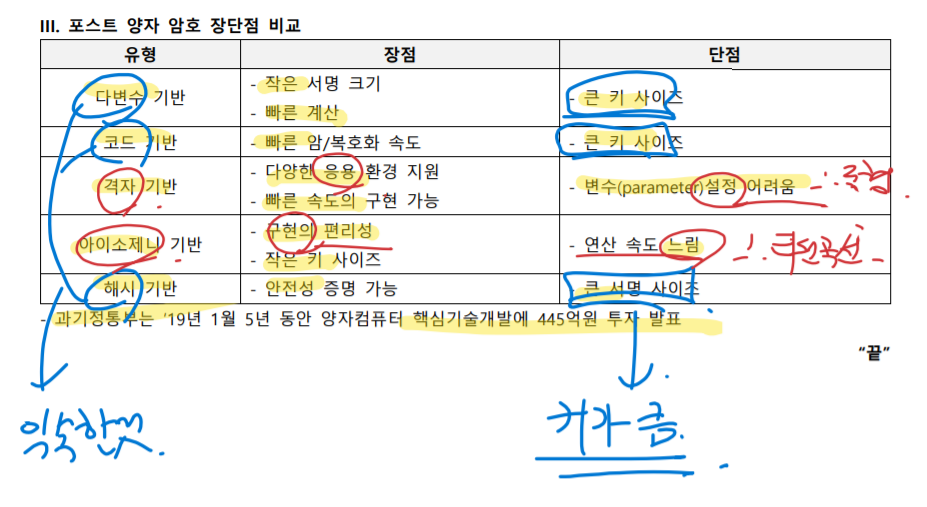 III. 포스트 양자 암호 장단점 비교
유형 장점 단점
다변수 기반
- 작은 서명 크기
- 빠른 계산
- 큰 키 사이즈
코드 기반 - 빠른 암/복호화 속도 - 큰 키 사이즈
격자 기반
- 다양한 응용 환경 지원
- 빠른 속도의 구현 가능
- 변수(parameter)설정 어려움
아이소제니 기반
- 구현의 편리성
- 작은 키 사이즈
- 연산 속도 느림
해시 기반 - 안전성 증명 가능 - 큰 서명 사이즈
- 과기정통부는 '19년 1월 5년 동안 양자컴퓨터 핵심기술개발에 445억원 투자 발표
“끝”
익숙한것.
키가 큼.